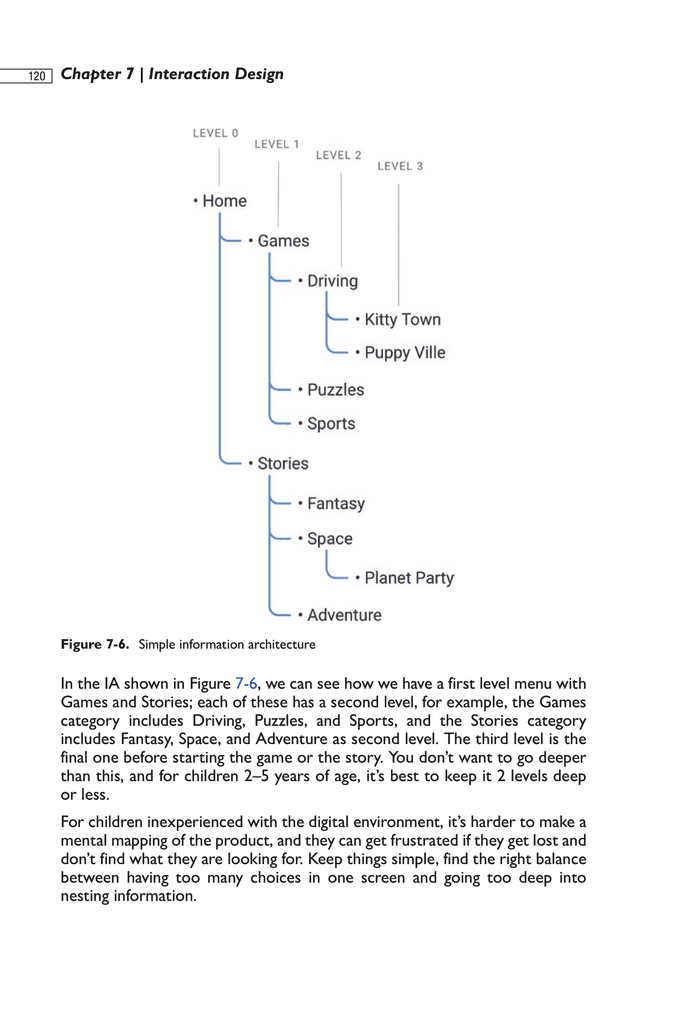 120 Chapter 7 | Interaction Design
LEVEL 0
LEVEL 1
LEVEL 2
LEVEL 3
• Home
• Games
• Driving
• Kitty Town
• Puppy Ville
• Puzzles
• Sports
• Stories
• Fantasy
• Space
• Planet Party
• Adventure
Figure 7-6. Simple information architecture
In the IA shown in Figure 7-6, we can see how we have a first level menu with
Games and Stories; each of these has a second level, for example, the Games
category includes Driving, Puzzles, and Sports, and the Stories category
includes Fantasy, Space, and Adventure as second level. The third level is the
final one before starting the game or the story. You don’t want to go deeper
than this, and for children 2–5 years of age, it’s best to keep it 2 levels deep
or less.
For children inexperienced with the digital environment, it’s harder to make a
mental mapping of the product, and they can get frustrated if they get lost and
don’t find what they are looking for. Keep things simple, find the right balance
between having too many choices in one screen and going too deep into
nesting information.